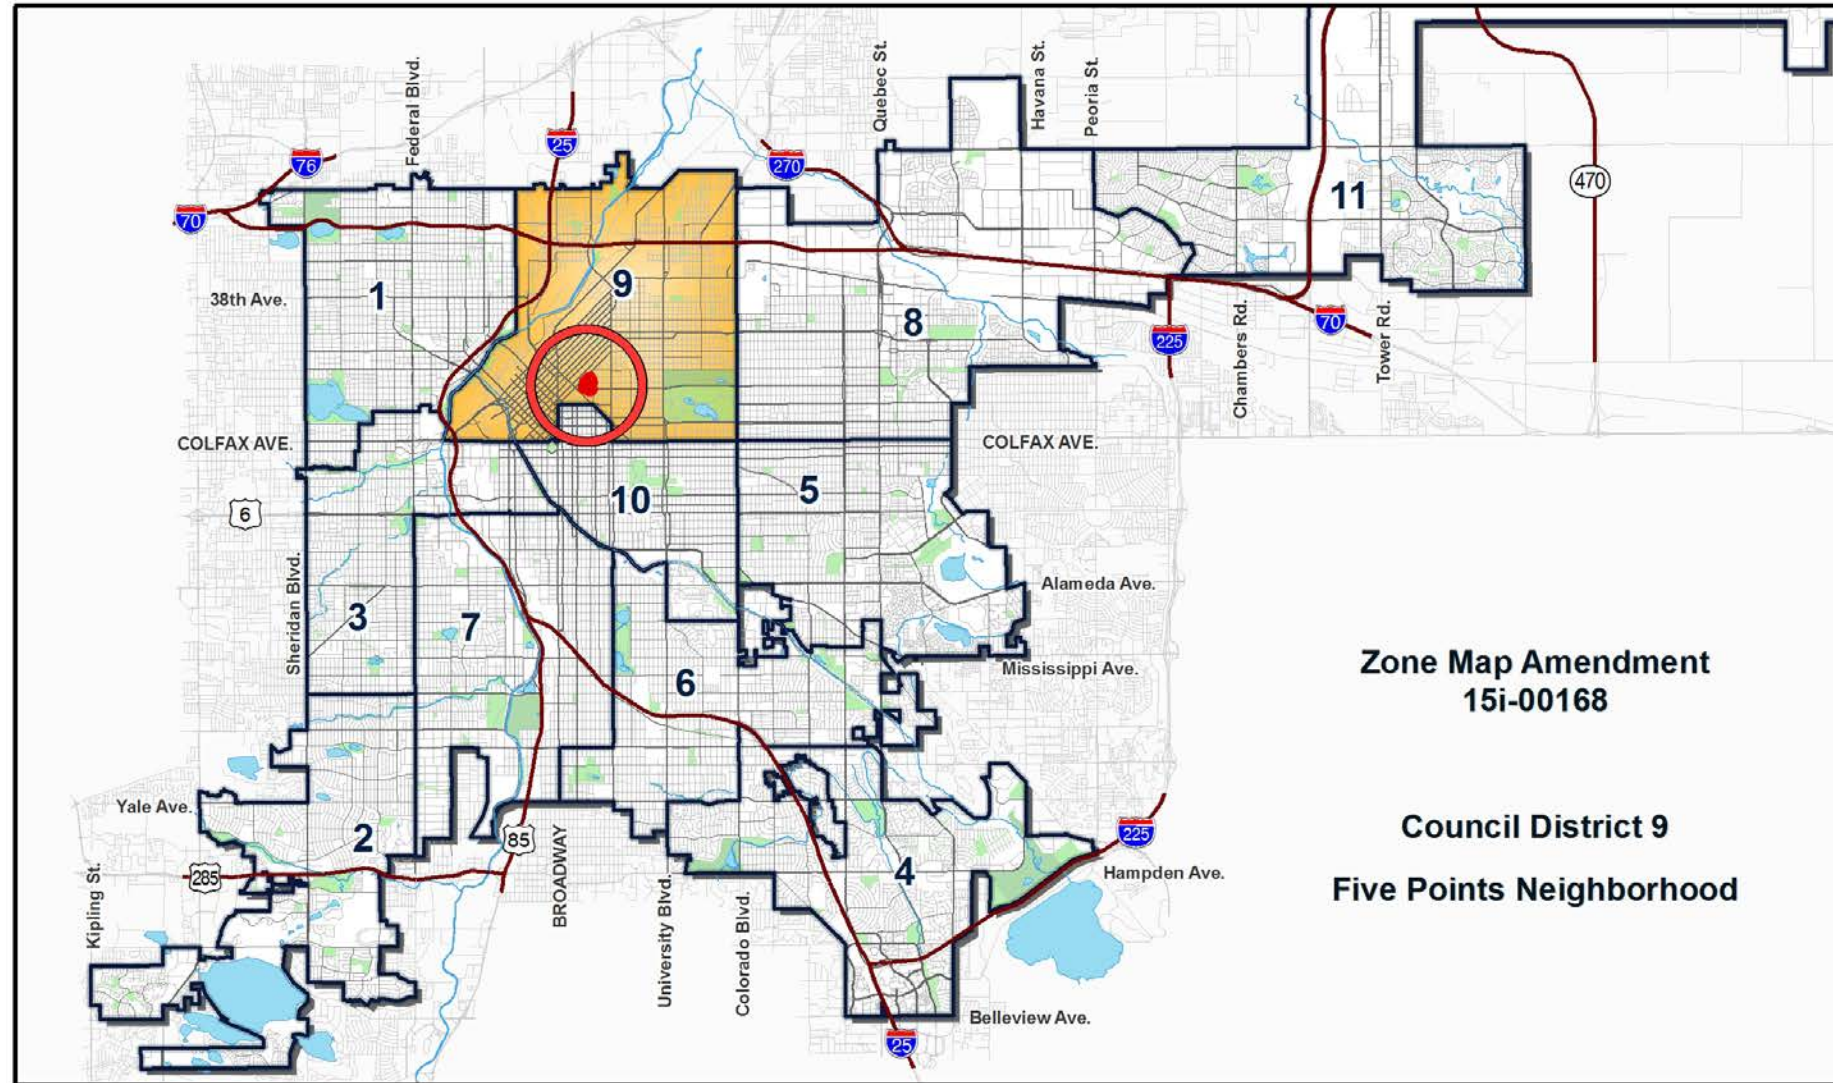 Federal Blvd.
Quebec St.
Havana St.
Peoria St.
76
25
270
70
470
11
9
1
38th Ave.
8
225
70
Chambers Rd.
Tower Rd.
COLFAX AVE.
COLFAX AVE.
6
10
5
Sheridan Blvd.
Alameda Ave.
3
7
Mississippi Ave.
6
Zone Map Amendment
15i-00168
Yale Ave.
2
85
BROADWAY
225
Council District 9
285
Kipling St.
University Blvd.
Colorado Blvd.
4
Hampden Ave.
Five Points Neighborhood
Belleview Ave.
25